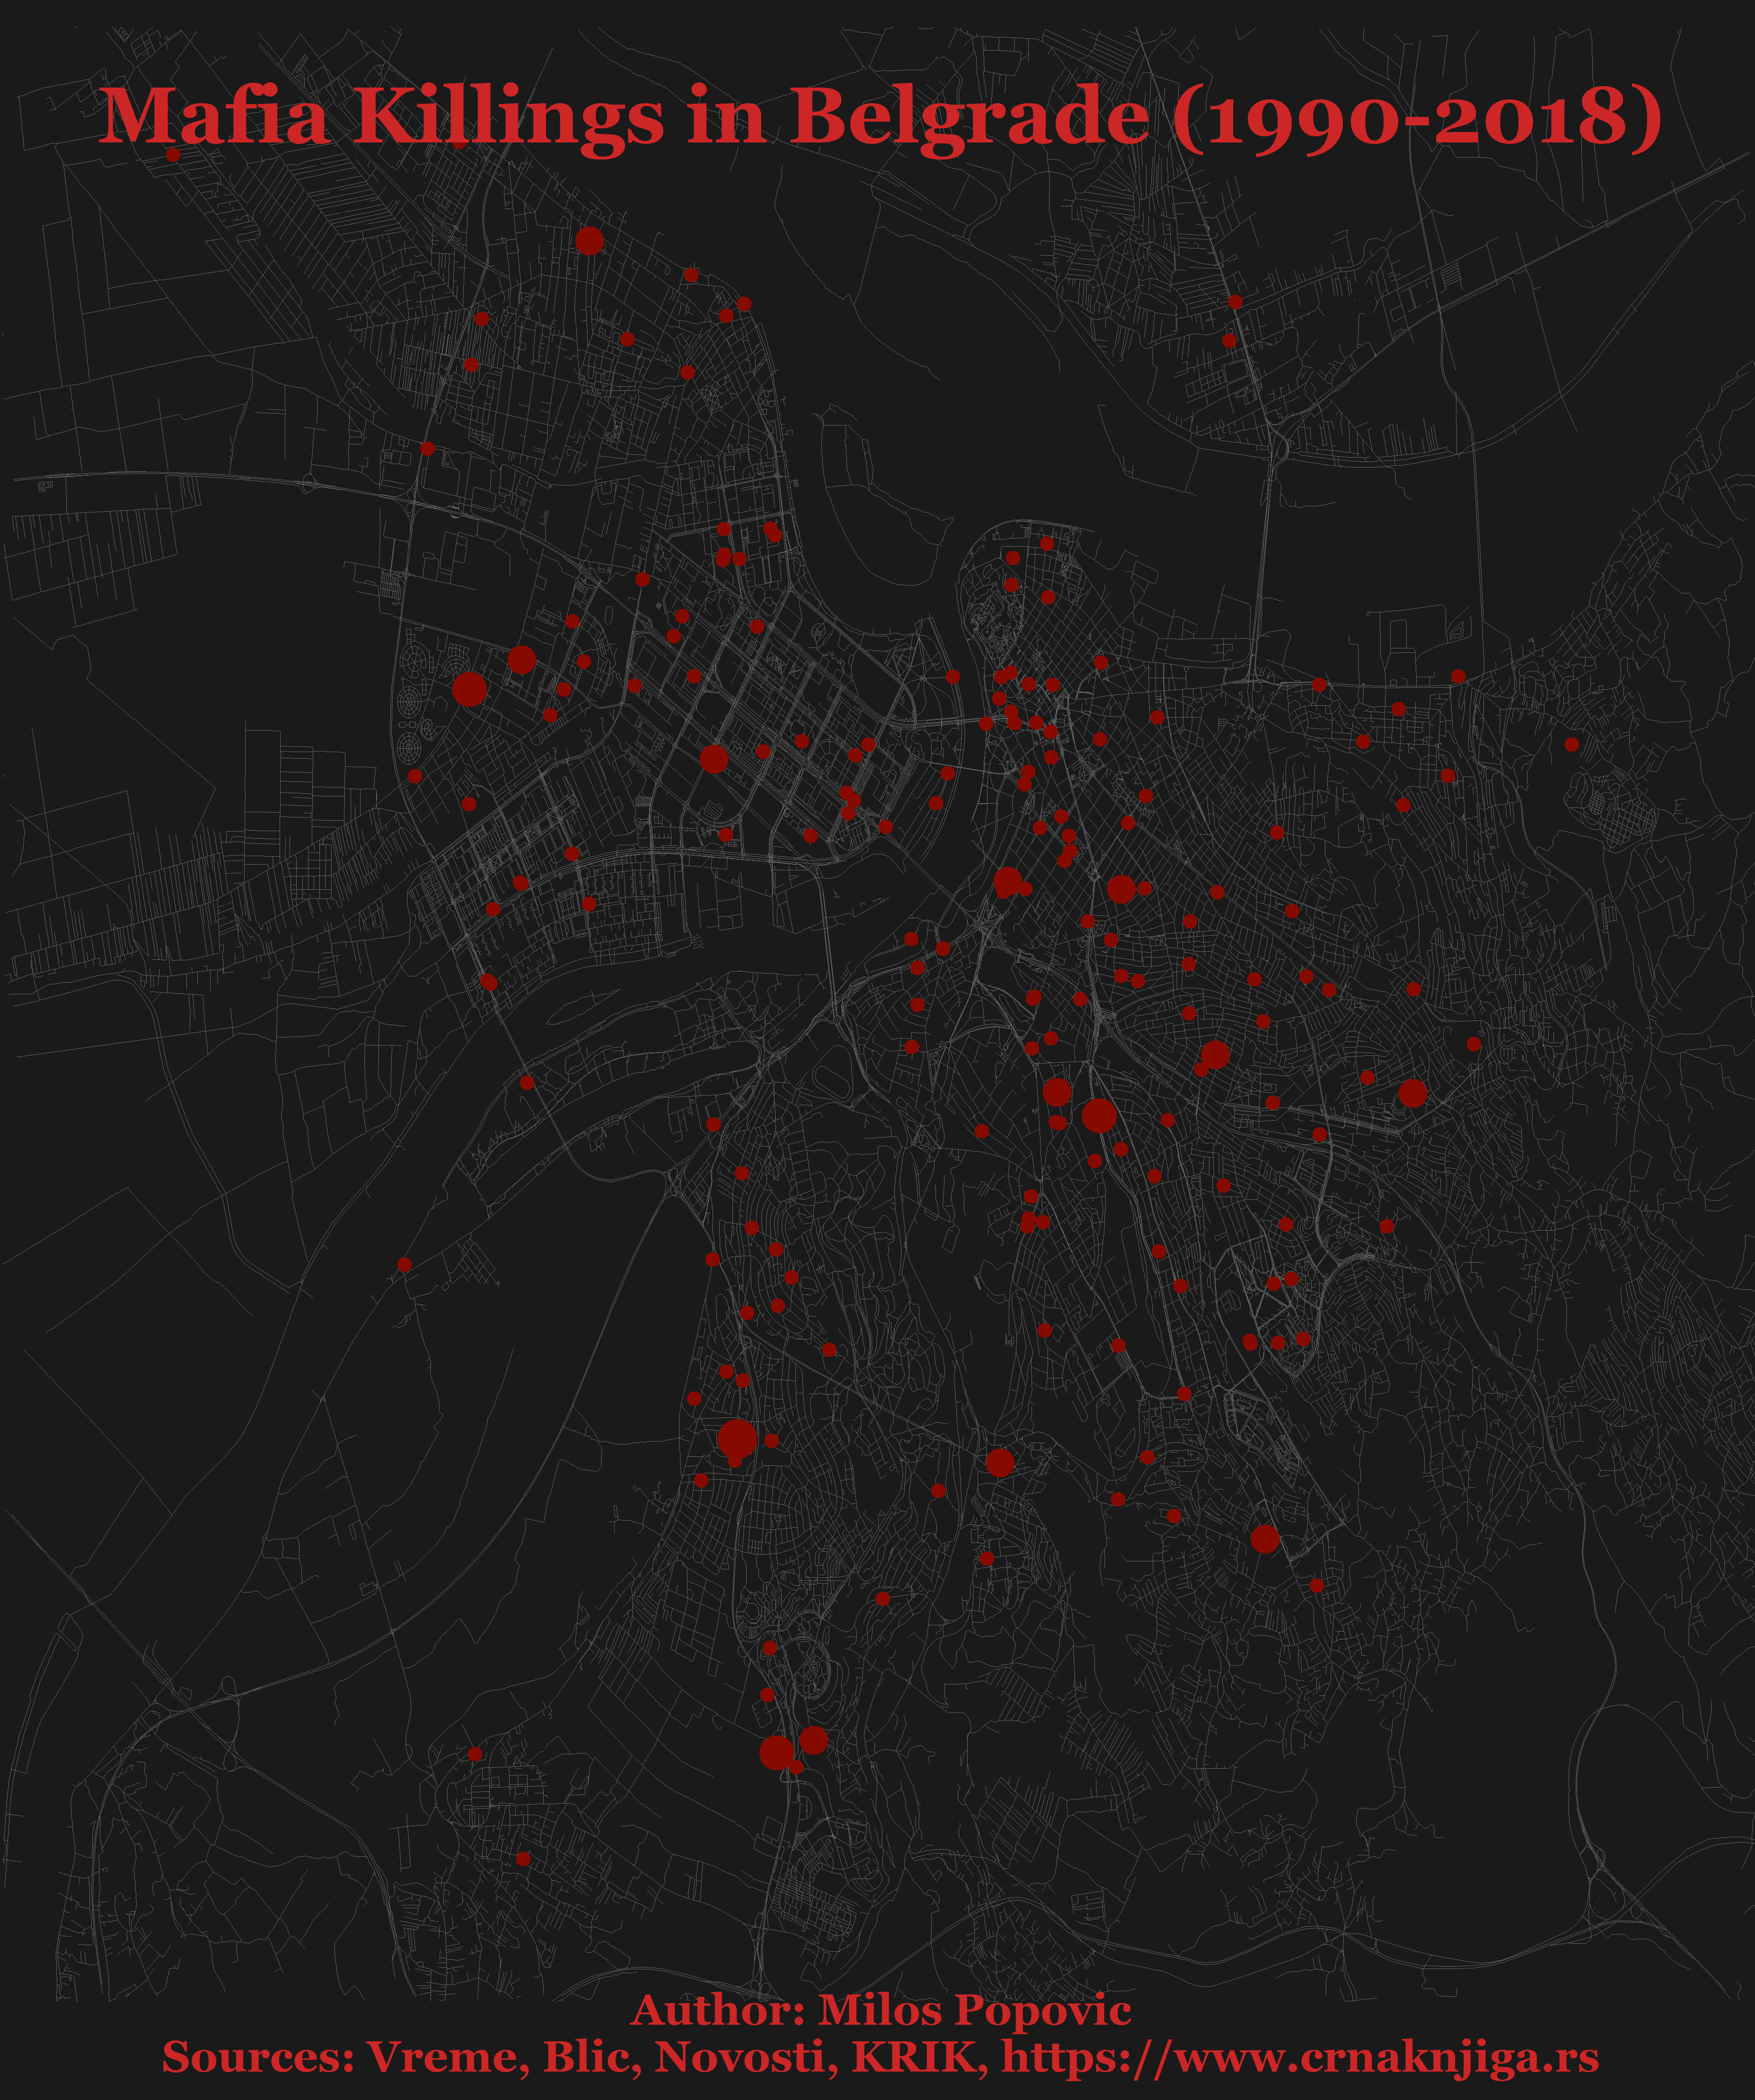 Mafia Killings in Belgrade (1990-2018)
Author: Milos Popovic
Sources: Vreme, Blic, Novosti, KRIK, https://www.crnaknjiga.rs